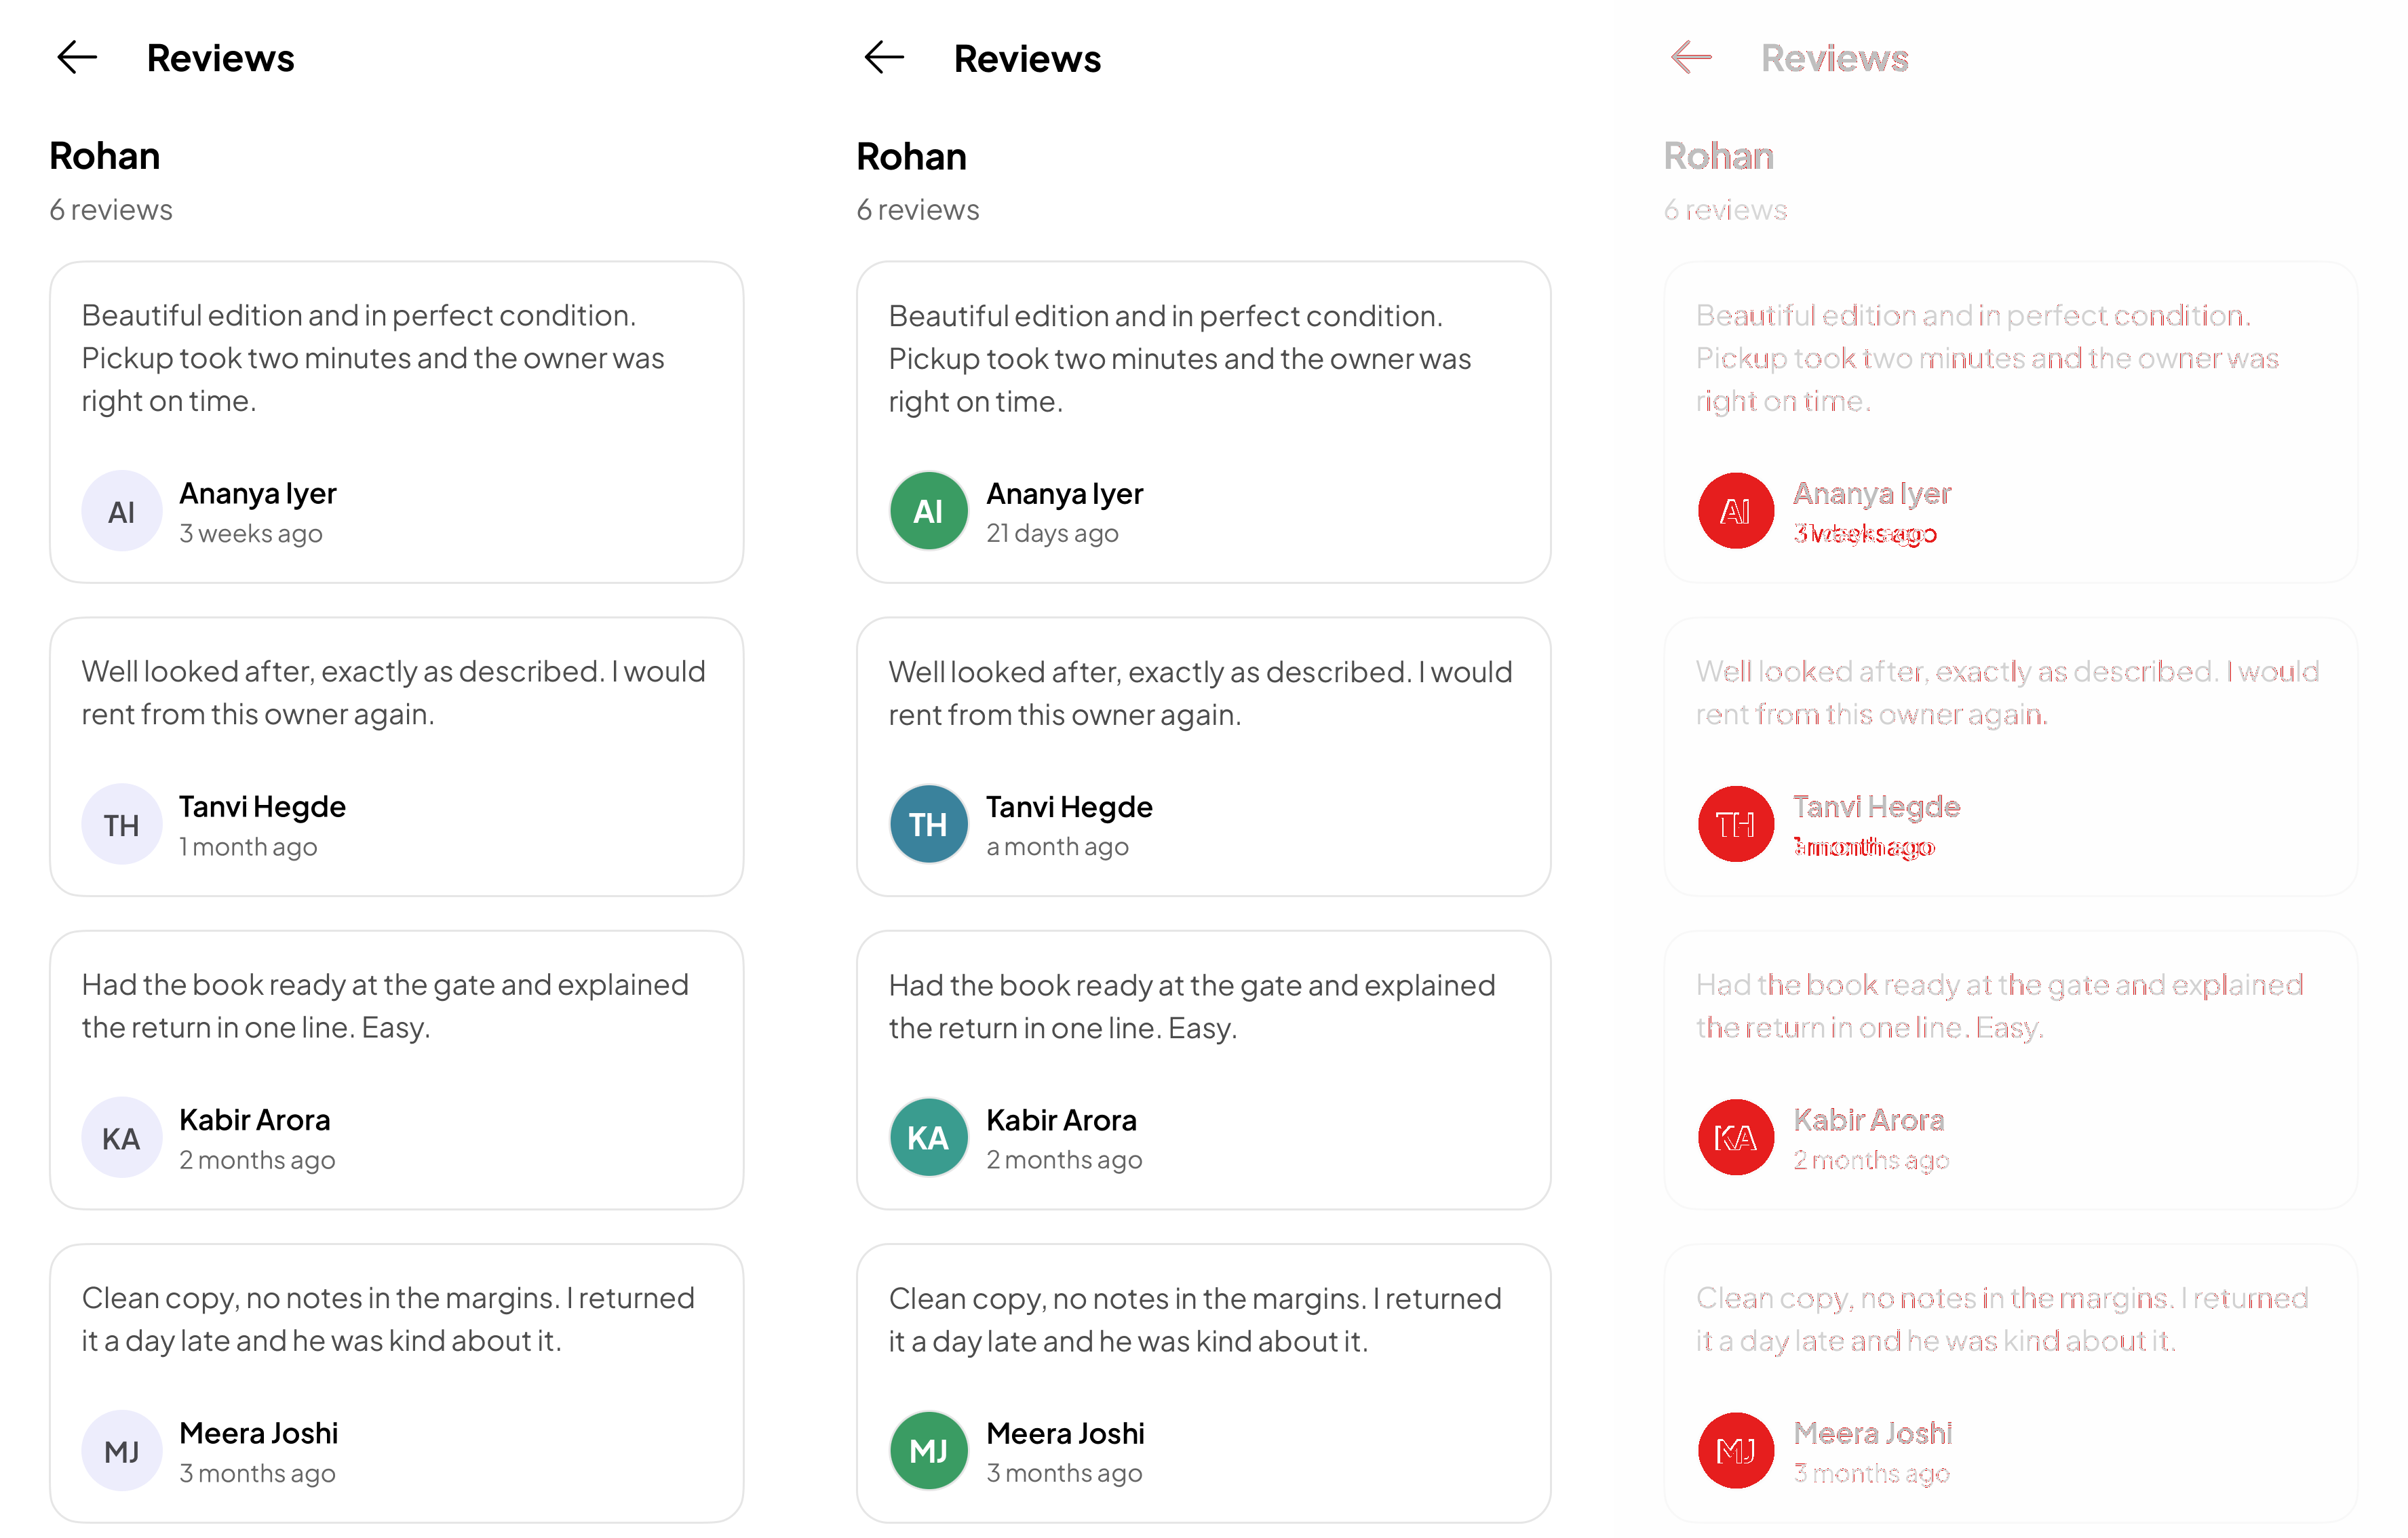 Reviews
Rohan
6 reviews
Beautiful edition and in perfect condition.
Pickup took two minutes and the owner was
right on time.
AI
Ananya Iyer
3 weeks ago
Well looked after, exactly as described. I would
rent from this owner again.
TH
Tanvi Hegde
1 month ago
Had the book ready at the gate and explained
the return in one line. Easy.
KA
Kabir Arora
2 months ago
Clean copy, no notes in the margins. I returned
it a day late and he was kind about it.
MJ
Meera Joshi
3 months ago
Reviews
Rohan
6 reviews
Beautiful edition and in perfect condition.
Pickup took two minutes and the owner was
right on time.
AI
Ananya Iyer
21 days ago
Well looked after, exactly as described. I would
rent from this owner again.
TH
Tanvi Hegde
a month ago
Had the book ready at the gate and explained
the return in one line. Easy.
KA
Kabir Arora
2 months ago
Clean copy, no notes in the margins. I returned
it a day late and he was kind about it.
MJ
Meera Joshi
3 months ago
Reviews
Rohan
6 reviews
Beautiful edition and in perfect condition.
Pickup took two minutes and the owner was
right on time.
AI
Ananya Iyer
ago
Well looked after, exactly as described. I would
rent from this owner again.
TH
Tanvi Hegde
ago
Had the book ready at the gate and explained
the return in one line. Easy.
KA
Kabir Arora
2 months ago
Clean copy, no notes in the margins. I returned
it a day late and he was kind about it.
MJ
Meera Joshi
3 months ago